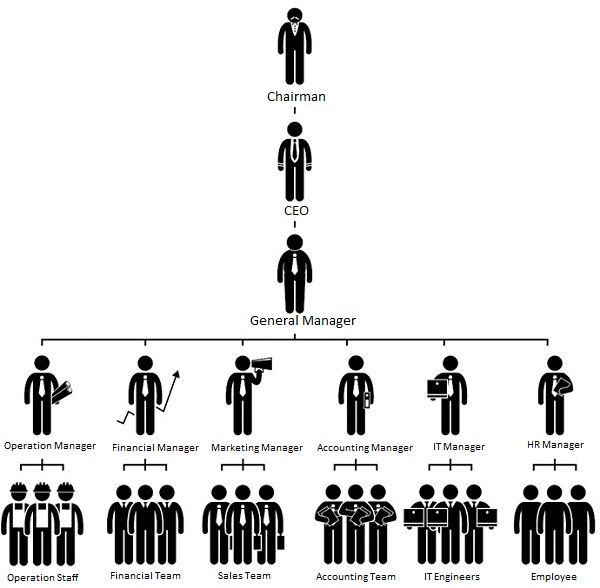 Chairman
CEO
General Manager
Operation Manager
Financial Manager
Marketing Manager
Accounting Manager
IT Manager
HR Manager
Operation Staff
Financial Team
Sales Team
Accounting Team
IT Engineers
Employee